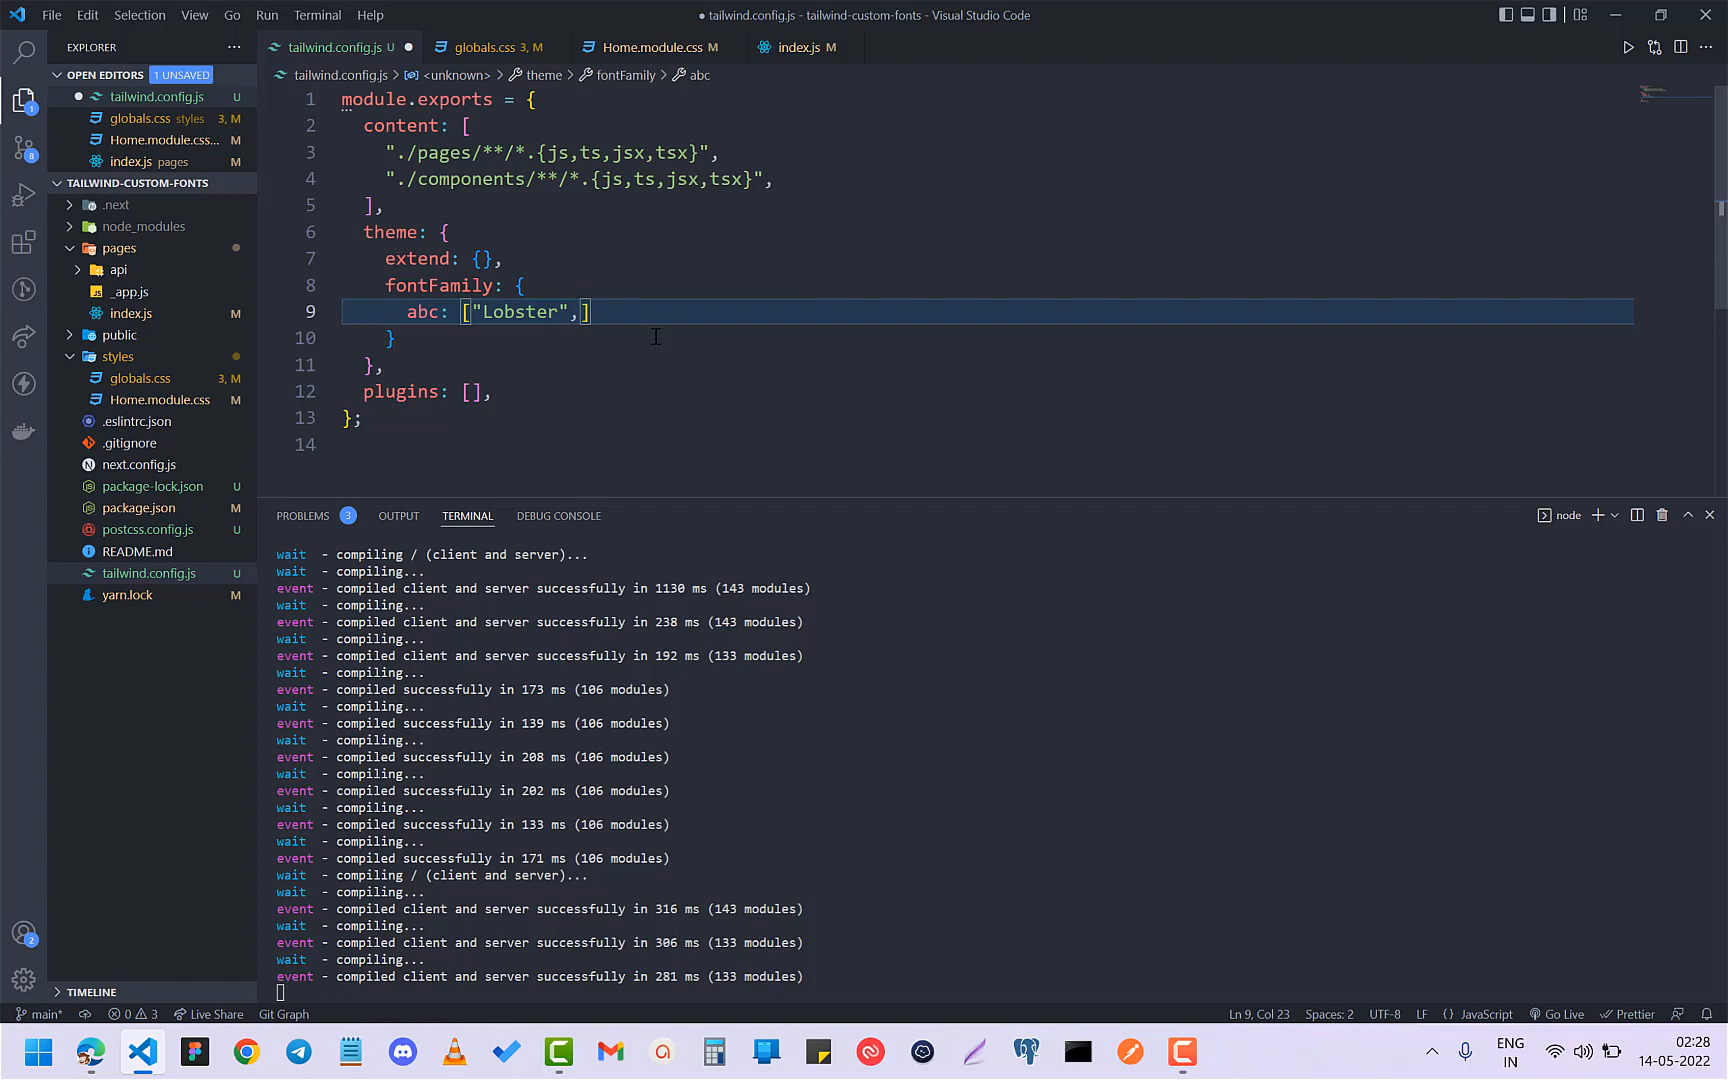 File Edit Selection View Go Run Terminal Help
● tailwind.config.js - tailwind-custom-fonts - Visual Studio Code
EXPLORER ···
OPEN EDITORS 1 UNSAVED
tailwind.config.js U
globals.css styles 3, M
Home.module.css... M
index.js pages M
TAILWIND-CUSTOM-FONTS
.next
node_modules
pages
api
_app.js
index.js M
public
styles
globals.css 3, M
Home.module.css M
.eslintrc.json
.gitignore
next.config.js
package-lock.json U
package.json M
postcss.config.js U
README.md
tailwind.config.js U
yarn.lock M
TIMELINE
tailwind.config.js U ● globals.css 3, M Home.module.css M index.js M
tailwind.config.js > <unknown> > theme > fontFamily > abc
1 module.exports = {
2 content: [
3 "./pages/**/*.{js,ts,jsx,tsx}",
4 "./components/**/*.{js,ts,jsx,tsx}",
5 ],
6 theme: {
7 extend: {},
8 fontFamily: {
9 abc: ["Lobster",]
10 }
11 },
12 plugins: [],
13 };
14
PROBLEMS 3 OUTPUT TERMINAL DEBUG CONSOLE
node
wait - compiling / (client and server)...
wait - compiling...
event - compiled client and server successfully in 1130 ms (143 modules)
wait - compiling...
event - compiled client and server successfully in 238 ms (143 modules)
wait - compiling...
event - compiled client and server successfully in 192 ms (133 modules)
wait - compiling...
event - compiled successfully in 173 ms (106 modules)
wait - compiling...
event - compiled successfully in 139 ms (106 modules)
wait - compiling...
event - compiled successfully in 208 ms (106 modules)
wait - compiling...
event - compiled successfully in 202 ms (106 modules)
wait - compiling...
event - compiled successfully in 133 ms (106 modules)
wait - compiling...
event - compiled successfully in 171 ms (106 modules)
wait - compiling / (client and server)...
wait - compiling...
event - compiled client and server successfully in 316 ms (143 modules)
wait - compiling...
event - compiled client and server successfully in 306 ms (133 modules)
wait - compiling...
event - compiled client and server successfully in 281 ms (133 modules)
1
8
2
main* 0 3 Live Share Git Graph
Ln 9, Col 23 Spaces: 2 UTF-8 LF {} JavaScript Go Live Prettier
ENG
IN
02:28
14-05-2022